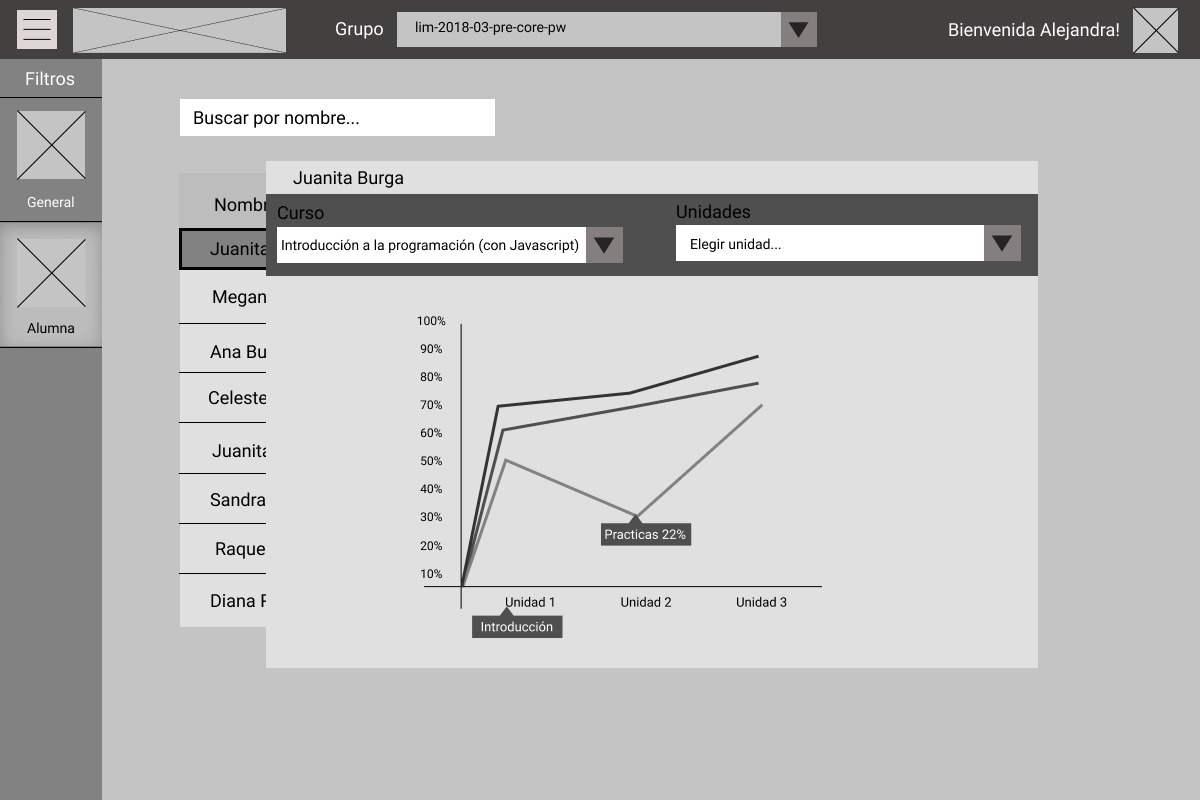 Grupo
lim-2018-03-pre-core-pw
Bienvenida Alejandra!
Filtros
General
Alumna
Buscar por nombre...
Nombr
Juanita
Megan
Ana Bu
Celeste
Juanita
Sandra
Raque
Diana
Juanita Burga
Curso
Unidades
Introducción a la programación (con Javascript)
Elegir unidad...
100%
90%
80%
70%
60%
50%
40%
30%
20%
10%
Practicas 22%
Unidad 1
Unidad 2
Unidad 3
Introducción